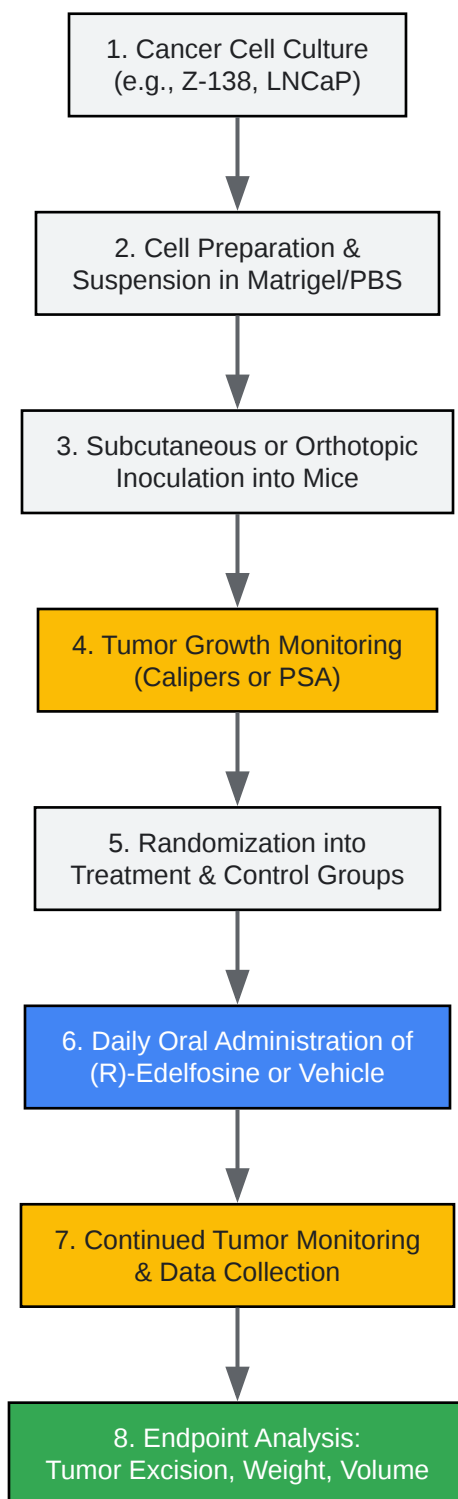 1. Cancer Cell Culture
(e.g., Z-138, LNCaP)
2. Cell Preparation &
Suspension in Matrigel/PBS
3. Subcutaneous or Orthotopic
Inoculation into Mice
4. Tumor Growth Monitoring
(Calipers or PSA)
5. Randomization into
Treatment & Control Groups
6. Daily Oral Administration of
(R)-Edelfosine or Vehicle
7. Continued Tumor Monitoring
& Data Collection
8. Endpoint Analysis:
Tumor Excision, Weight, Volume